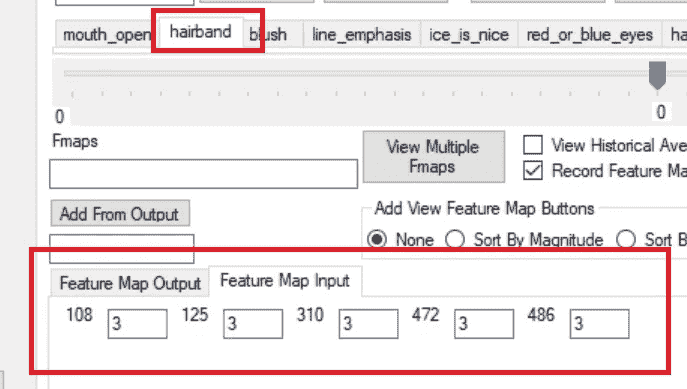 mouth_open hairband blush line_emphasis ice_is_nice red_or_blue_eyes ha
0 0
Fmaps
View Multiple Fmaps
View Historical Ave
Record Feature Ma
Add From Output
Add View Feature Map Buttons
None Sort By Magnitude Sort B
Feature Map Output Feature Map Input
108 3 125 3 310 3 472 3 486 3